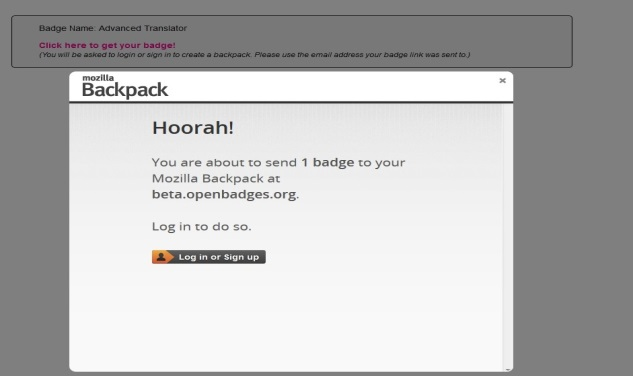 Badge Name: Advanced Translator
Click here to get your badge!
(You will be asked to login or sign in to create a backpack. Please use the email address your badge link was sent to.)
mozilla
Backpack
Hoorah!
You are about to send 1 badge to your
Mozilla Backpack at
beta.openbadges.org.
Log in to do so.
Log in or Sign up